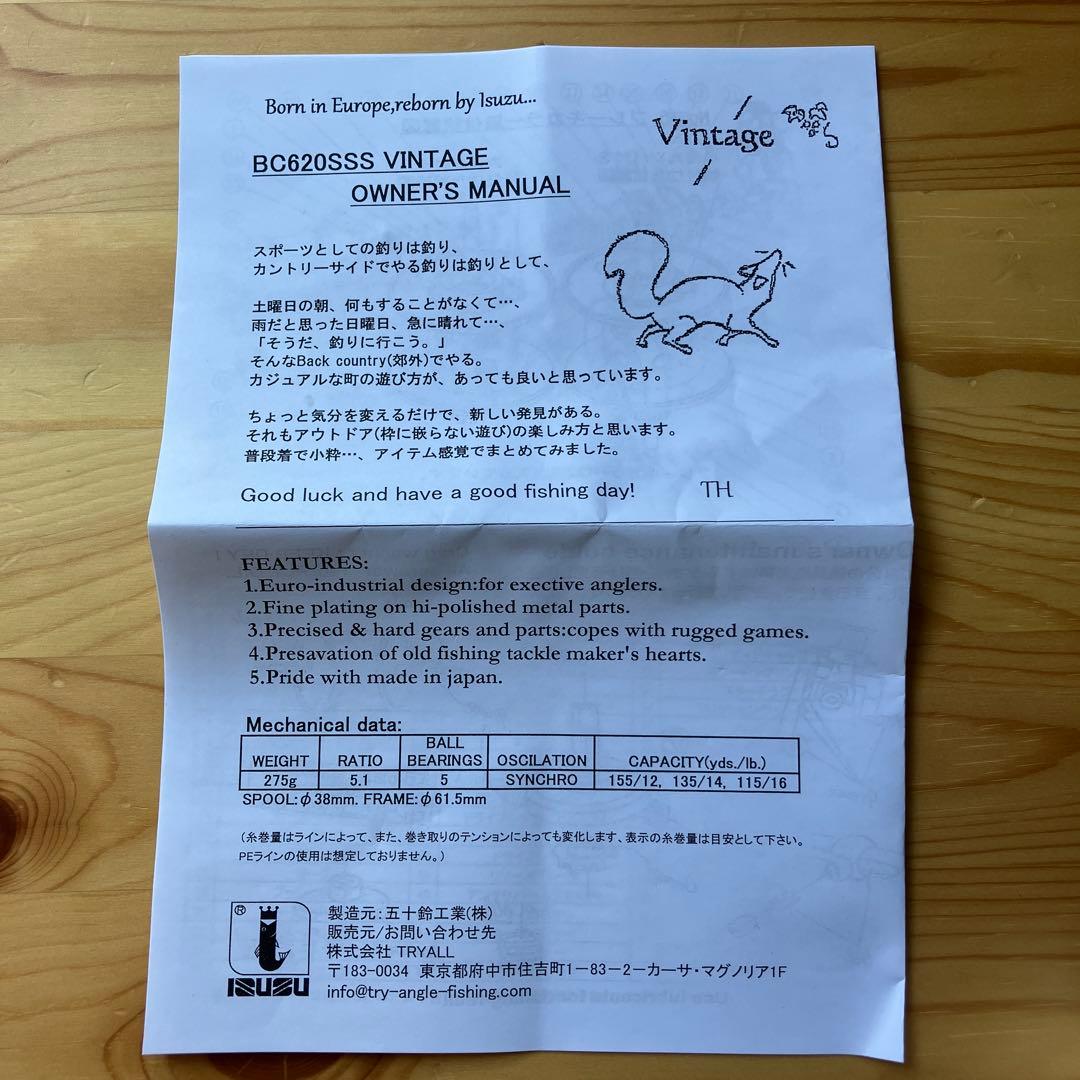 Born in Europe,reborn by Isuzu...
Vintage
BC620SSS VINTAGE
OWNER'S MANUAL
スポーツとしての釣りは釣り、
カントリーサイドでやる釣りは釣りとして、
土曜日の朝、何もすることがなくて…、
雨だと思った日曜日、急に晴れて…、
「そうだ、釣りに行こう。」
そんなBack country(郊外)でやる。
カジュアルな町の遊び方が、あっても良いと思っています。
ちょっと気分を変えるだけで、新しい発見がある。
それもアウトドア(枠に嵌らない遊び)の楽しみ方と思います。
普段着で小粋…、アイテム感覚でまとめてみました。
Good luck and have a good fishing day! TH
FEATURES:
1.Euro-industrial design:for exective anglers.
2.Fine plating on hi-polished metal parts.
3.Precised & hard gears and parts:copes with rugged games.
4.Presavation of old fishing tackle maker's hearts.
5.Pride with made in japan.
Mechanical data:
WEIGHT RATIO BALL BEARINGS OSCILATION CAPACITY(yds./lb.)
275g 5.1 5 SYNCHRO 155/12, 135/14, 115/16
SPOOL:φ38mm. FRAME:φ61.5mm
(糸巻量はラインによって、また、巻き取りのテンションによっても変化します、表示の糸巻量は目安として下さい。
PEラインの使用は想定しておりません。)
® 製造元:五十鈴工業(株)
販売元/お問い合わせ先
株式会社 TRYALL
〒183-0034 東京都府中市住吉町1-83-2-カーサ・マグノリア1F
ISUZU info@try-angle-fishing.com